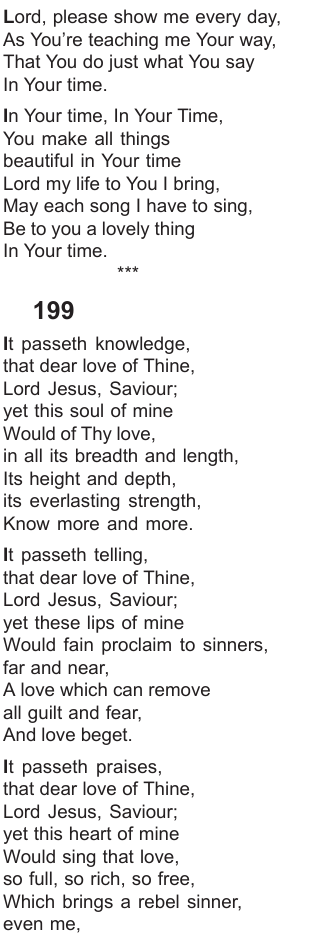 Lord, please show me every day,
As You're teaching me Your way,
That You do just what You say
In Your time.
In Your time, In Your Time,
You make all things
beautiful in Your time
Lord my life to You I bring,
May each song I have to sing,
Be to you a lovely thing
In Your time.
***
199
It passeth knowledge,
that dear love of Thine,
Lord Jesus, Saviour;
yet this soul of mine
Would of Thy love,
in all its breadth and length,
Its height and depth,
its everlasting strength,
Know more and more.
It passeth telling,
that dear love of Thine,
Lord Jesus, Saviour;
yet these lips of mine
Would fain proclaim to sinners,
far and near,
A love which can remove
all guilt and fear,
And love beget.
It passeth praises,
that dear love of Thine,
Lord Jesus, Saviour;
yet this heart of mine
Would sing that love,
so full, so rich, so free,
Which brings a rebel sinner,
even me,